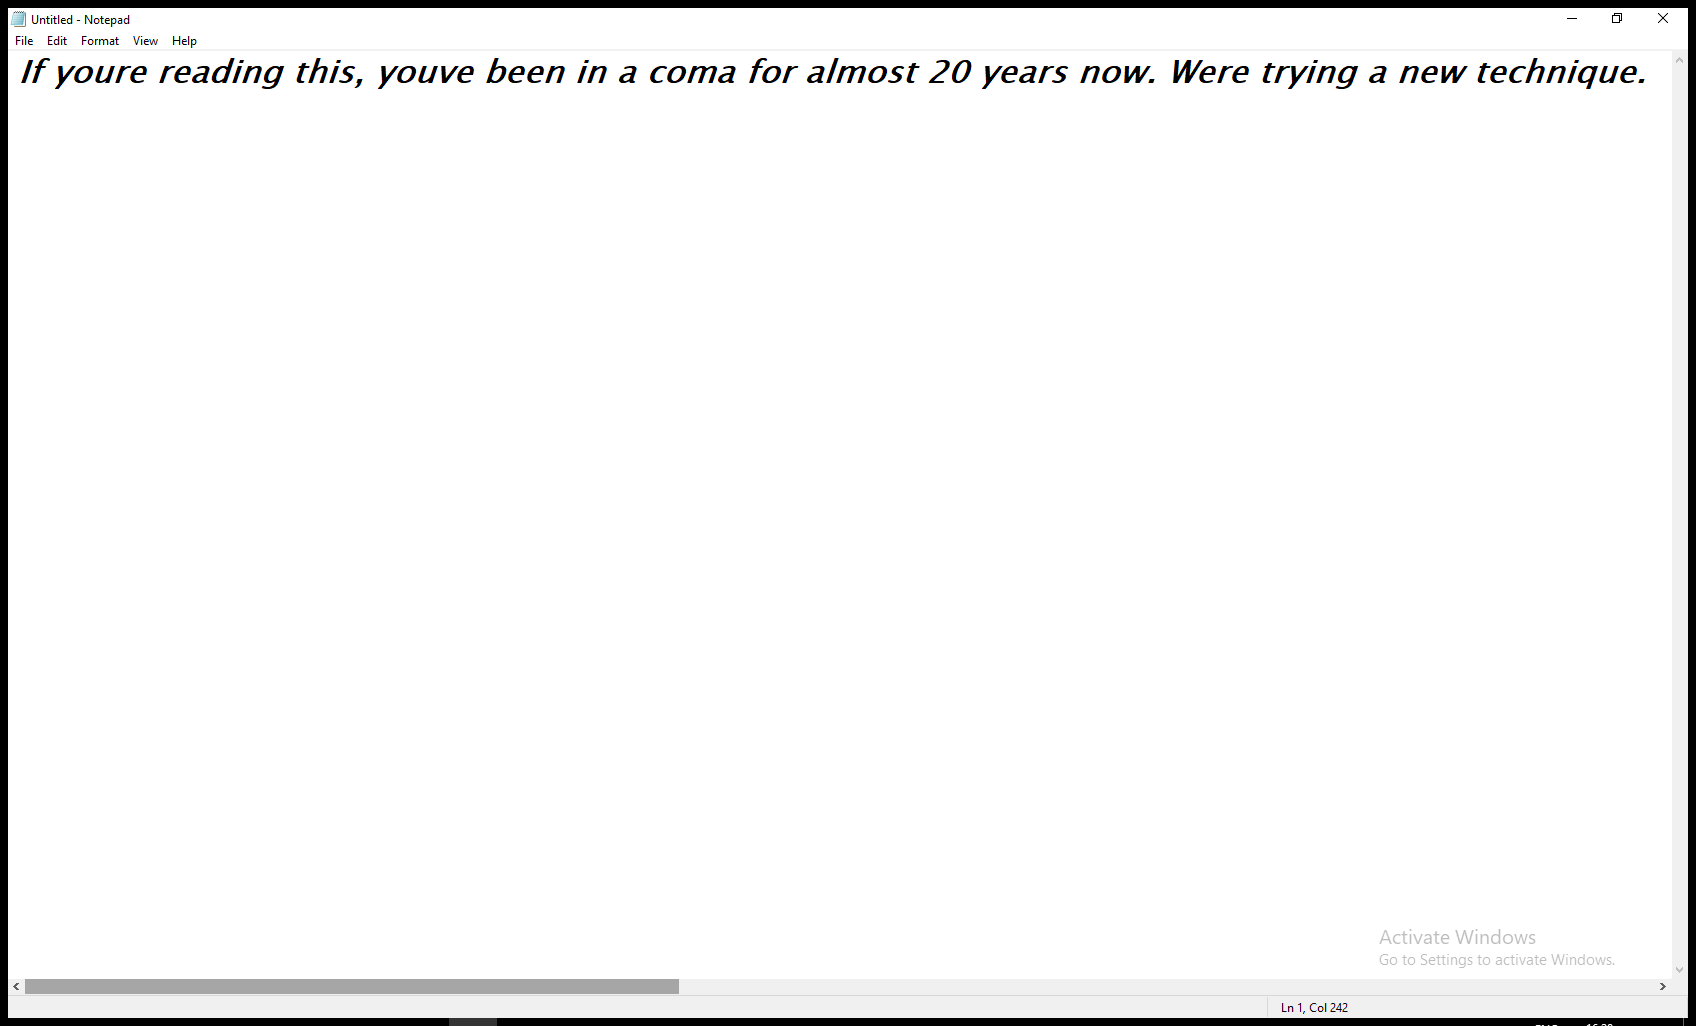 Untitled - Notepad
File Edit Format View Help
If youre reading this, youve been in a coma for almost 20 years now. Were trying a new technique.
Activate Windows
Go to Settings to activate Windows.
Ln 1, Col 242